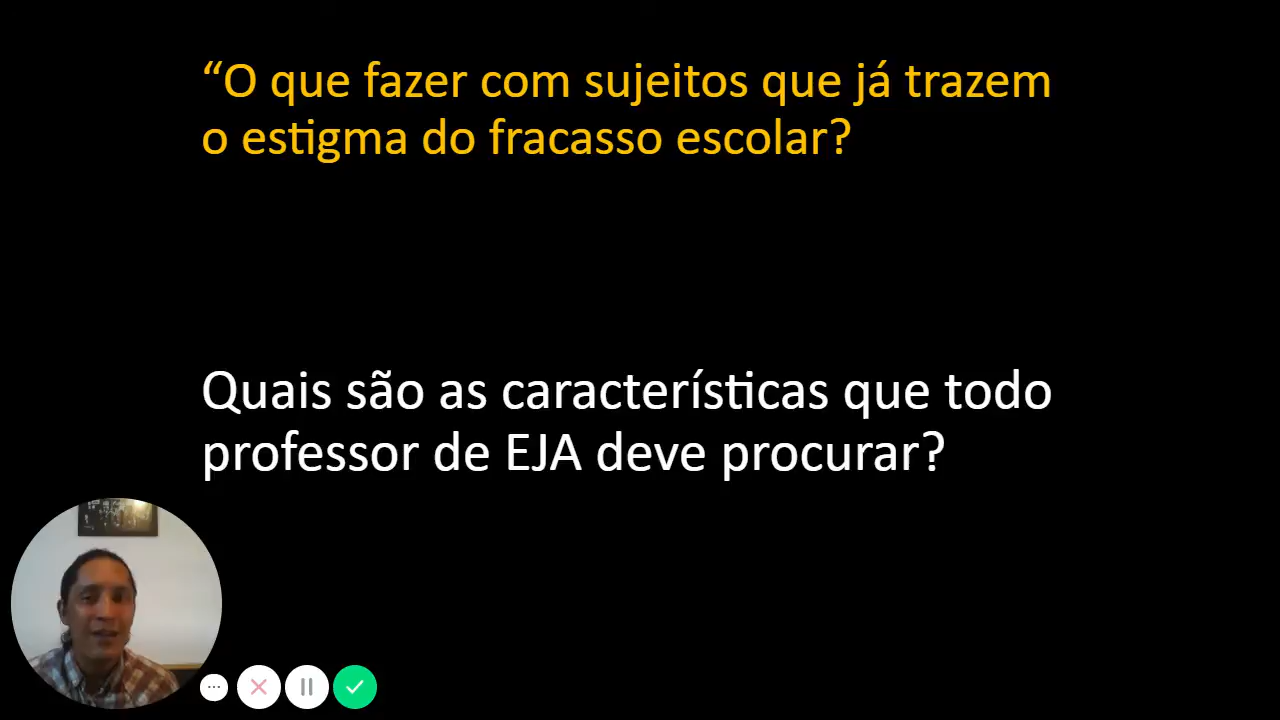 “O que fazer com sujeitos que já trazem
o estigma do fracasso escolar?
Quais são as características que todo
professor de EJA deve procurar?